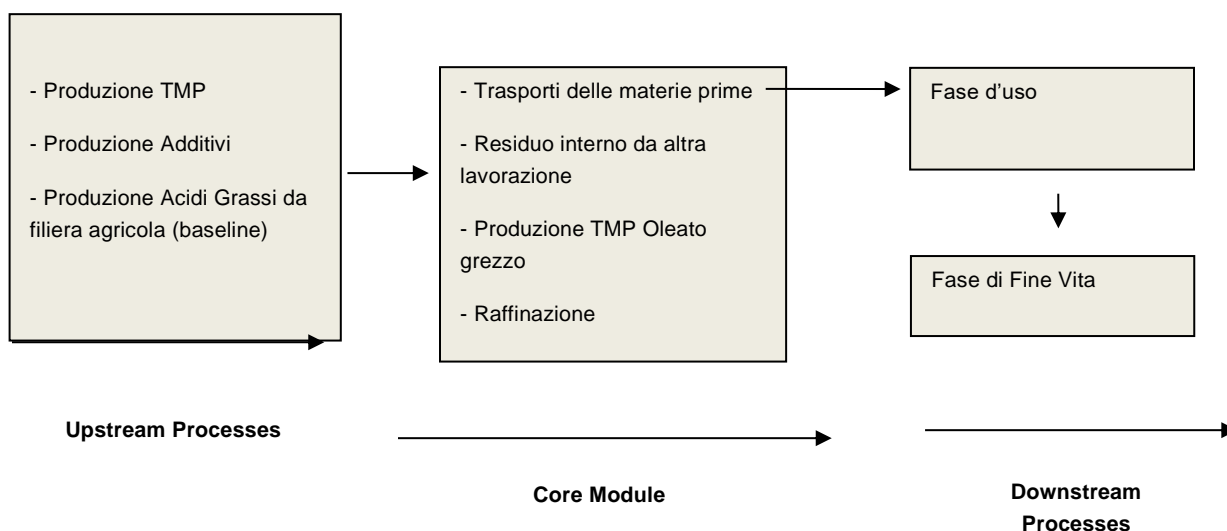 - Produzione TMP
- Produzione Additivi
- Produzione Acidi Grassi da
filiera agricola (baseline)
- Trasporti delle materie prime
- Residuo interno da altra
lavorazione
- Produzione TMP Oleato
grezzo
- Raffinazione
Fase d'uso
Fase di Fine Vita
Upstream Processes
Core Module
Downstream
Processes